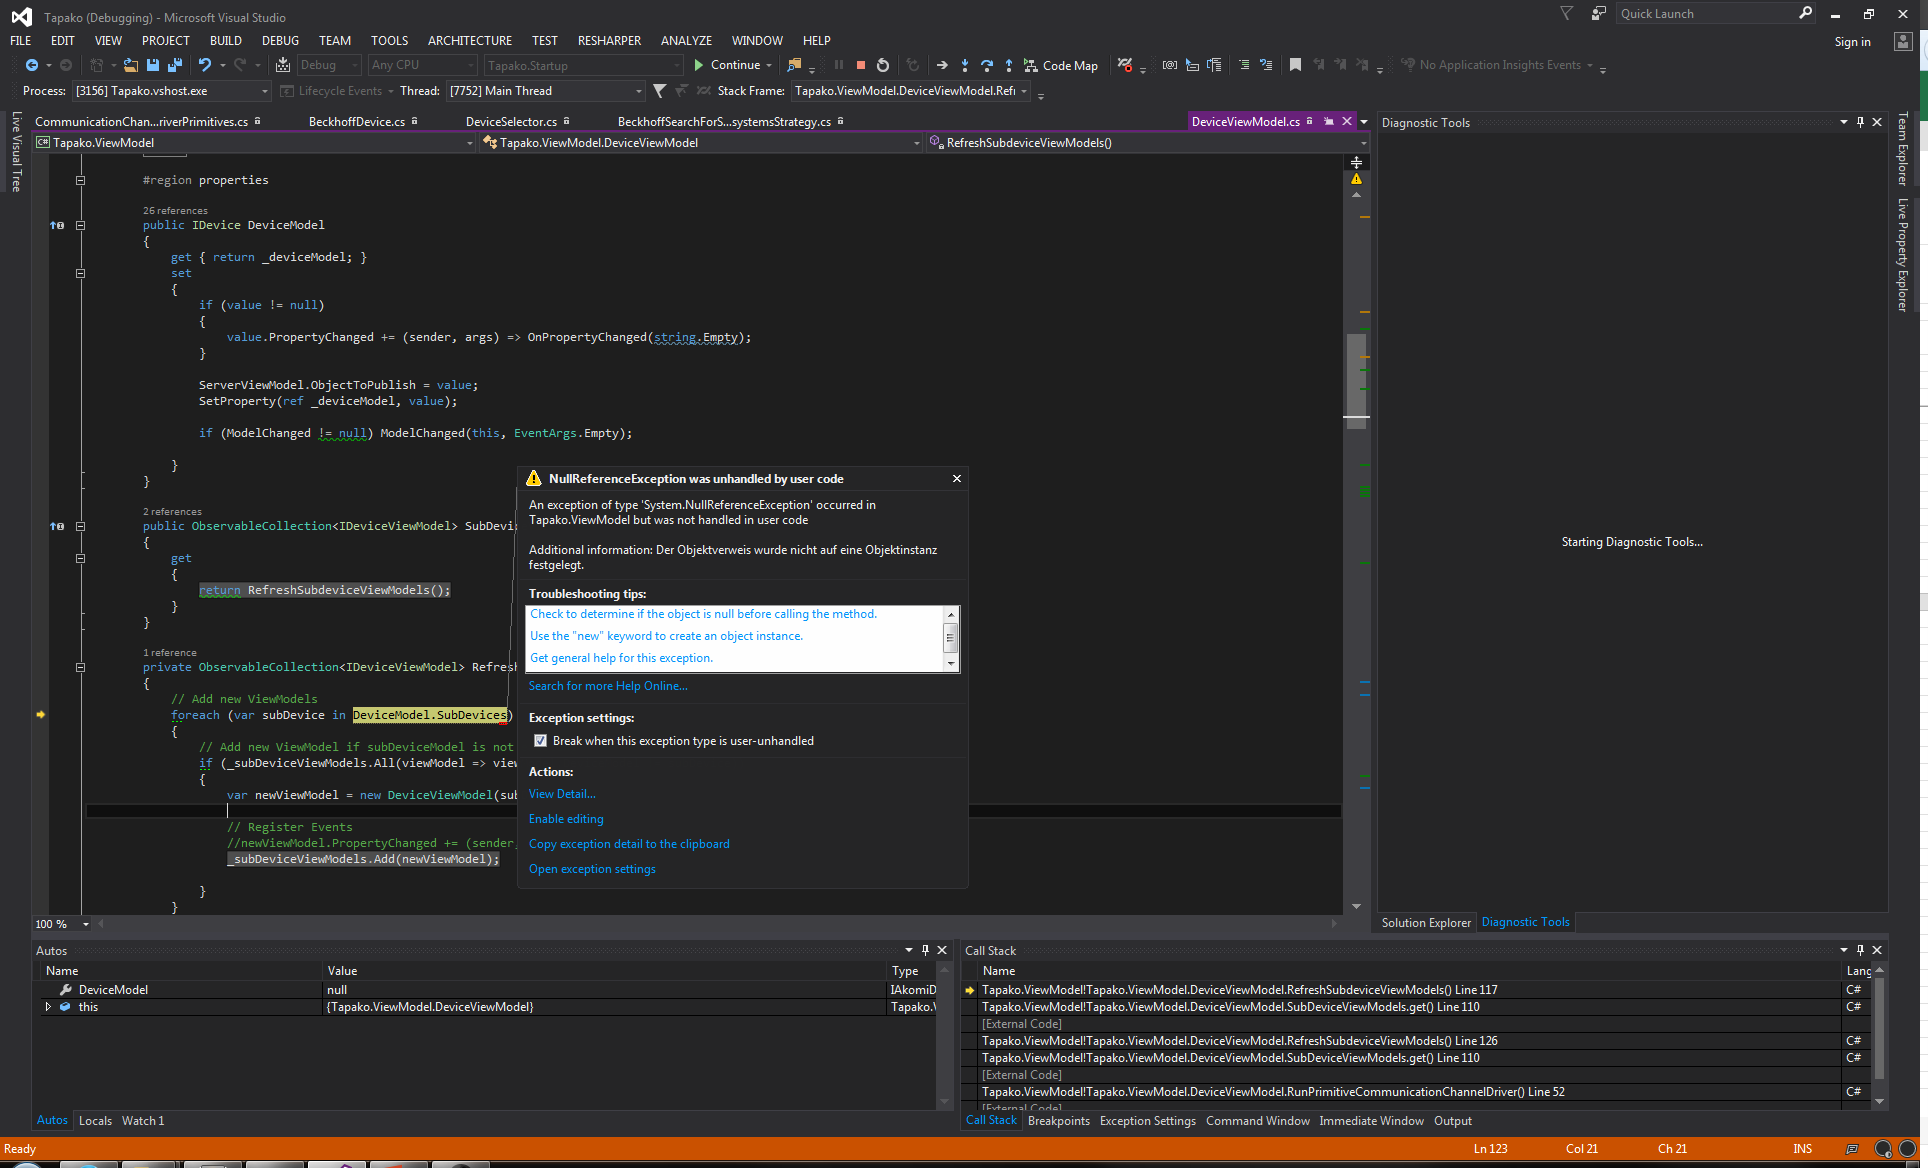 Tapako (Debugging) - Microsoft Visual Studio
Quick Launch
FILE EDIT VIEW PROJECT BUILD DEBUG TEAM TOOLS ARCHITECTURE TEST RESHARPER ANALYZE WINDOW HELP
Sign in
Debug Any CPU Tapako.Startup Continue Code Map No Application Insights Events
Process: [3156] Tapako.vshost.exe Lifecycle Events Thread: [7752] Main Thread Stack Frame: Tapako.ViewModel.DeviceViewModel.Refr
Live Visual Tree
CommunicationChan...riverPrimitives.cs BeckhoffDevice.cs DeviceSelector.cs BeckhoffSearchForS...systemsStrategy.cs DeviceViewModel.cs
Tapako.ViewModel Tapako.ViewModel.DeviceViewModel RefreshSubdeviceViewModels()
#region properties
26 references
public IDevice DeviceModel
{
get { return _deviceModel; }
set
{
if (value != null)
{
value.PropertyChanged += (sender, args) => OnPropertyChanged(string.Empty);
}
ServerViewModel.ObjectToPublish = value;
SetProperty(ref _deviceModel, value);
if (ModelChanged != null) ModelChanged(this, EventArgs.Empty);
}
}
2 references
public ObservableCollection<IDeviceViewModel> SubDevi
{
get
{
return RefreshSubdeviceViewModels();
}
}
1 reference
private ObservableCollection<IDeviceViewModel> Refresh
{
// Add new ViewModels
foreach (var subDevice in DeviceModel.SubDevices)
{
// Add new ViewModel if subDeviceModel is not
if (_subDeviceViewModels.All(viewModel => view
{
var newViewModel = new DeviceViewModel(su
// Register Events
//newViewModel.PropertyChanged += (sender,
_subDeviceViewModels.Add(newViewModel);
}
}
100 %
NullReferenceException was unhandled by user code
An exception of type 'System.NullReferenceException' occurred in
Tapako.ViewModel but was not handled in user code
Additional information: Der Objektverweis wurde nicht auf eine Objektinstanz
festgelegt.
Troubleshooting tips:
Check to determine if the object is null before calling the method.
Use the "new" keyword to create an object instance.
Get general help for this exception.
Search for more Help Online...
Exception settings:
Break when this exception type is user-unhandled
Actions:
View Detail...
Enable editing
Copy exception detail to the clipboard
Open exception settings
Diagnostic Tools
Starting Diagnostic Tools...
Solution Explorer Diagnostic Tools
Team Explorer
Live Property Explorer
Autos
Name Value Type
DeviceModel null IAkomiD
this {Tapako.ViewModel.DeviceViewModel} Tapako.V
Autos Locals Watch 1
Call Stack
Name Lang
Tapako.ViewModel!Tapako.ViewModel.DeviceViewModel.RefreshSubdeviceViewModels() Line 117 C#
Tapako.ViewModel!Tapako.ViewModel.DeviceViewModel.SubDeviceViewModels.get() Line 110 C#
[External Code]
Tapako.ViewModel!Tapako.ViewModel.DeviceViewModel.RefreshSubdeviceViewModels() Line 126 C#
Tapako.ViewModel!Tapako.ViewModel.DeviceViewModel.SubDeviceViewModels.get() Line 110 C#
[External Code]
Tapako.ViewModel!Tapako.ViewModel.DeviceViewModel.RunPrimitiveCommunicationChannelDriver() Line 52 C#
[External Code]
Call Stack Breakpoints Exception Settings Command Window Immediate Window Output
Ready Ln 123 Col 21 Ch 21 INS